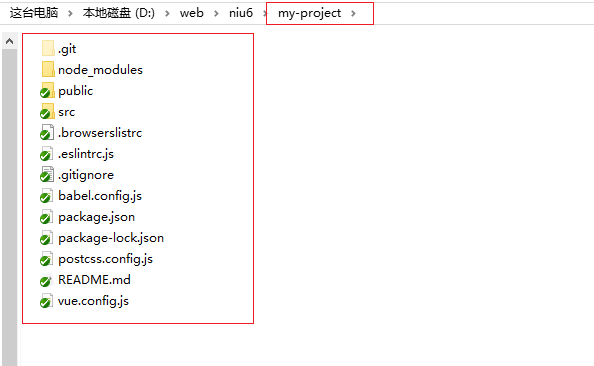 这台电脑 > 本地磁盘 (D:) > web > niu6 > my-project >
.git
node_modules
public
src
.browserslistrc
.eslintrc.js
.gitignore
babel.config.js
package.json
package-lock.json
postcss.config.js
README.md
vue.config.js